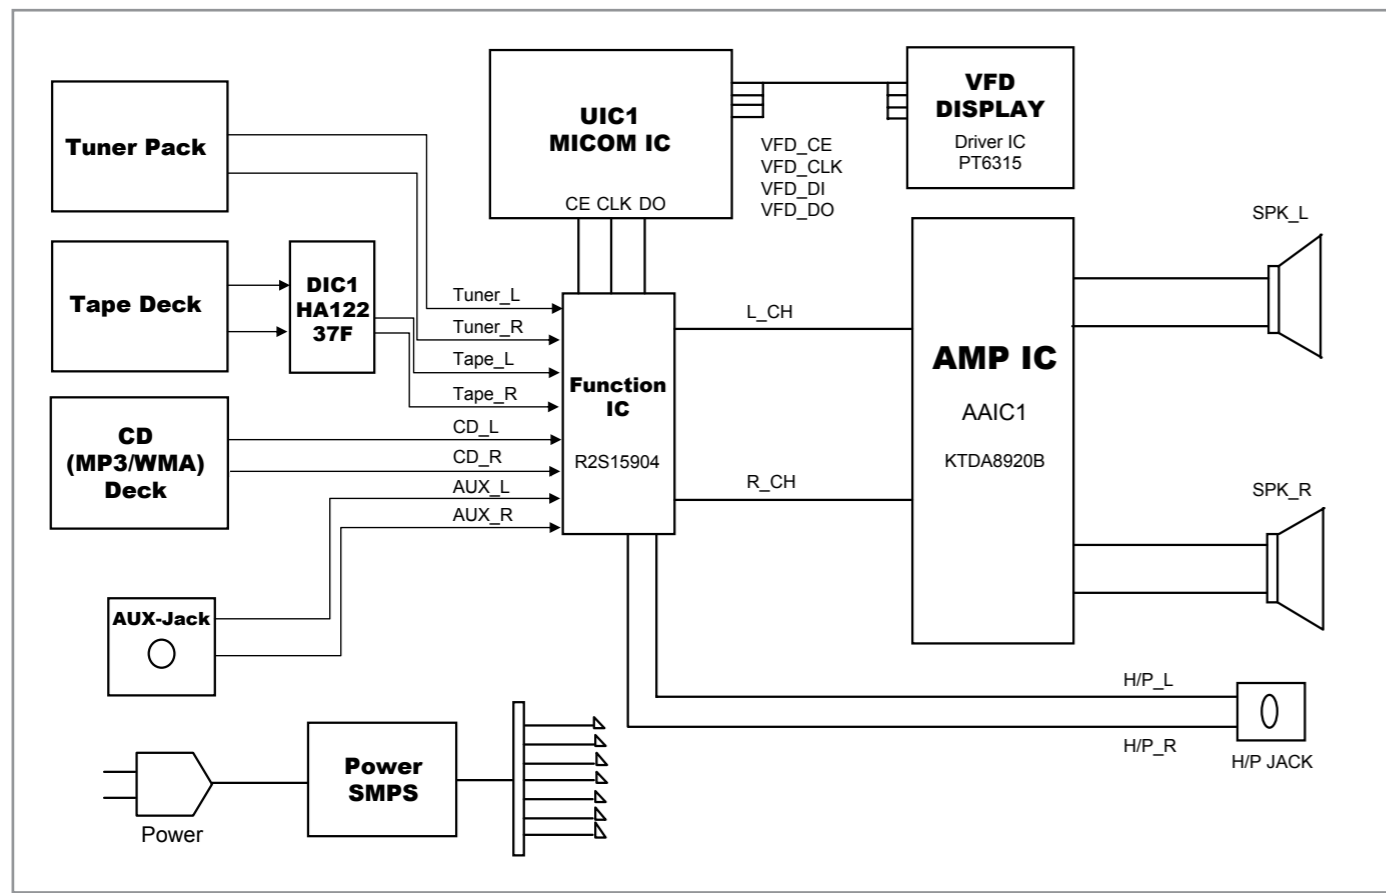 Tuner Pack
Tape Deck
DIC1
HA122
37F
CD
(MP3/WMA)
Deck
AUX-Jack
Power
Power
SMPS
UIC1
MICOM IC
CE CLK DO
VFD_CE
VFD_CLK
VFD_DI
VFD_DO
VFD
DISPLAY
Driver IC
PT6315
Tuner_L
Tuner_R
Tape_L
Tape_R
CD_L
CD_R
AUX_L
AUX_R
Function
IC
R2S15904
L_CH
R_CH
AMP IC
AAIC1
KTDA8920B
SPK_L
SPK_R
H/P_L
H/P_R
H/P JACK